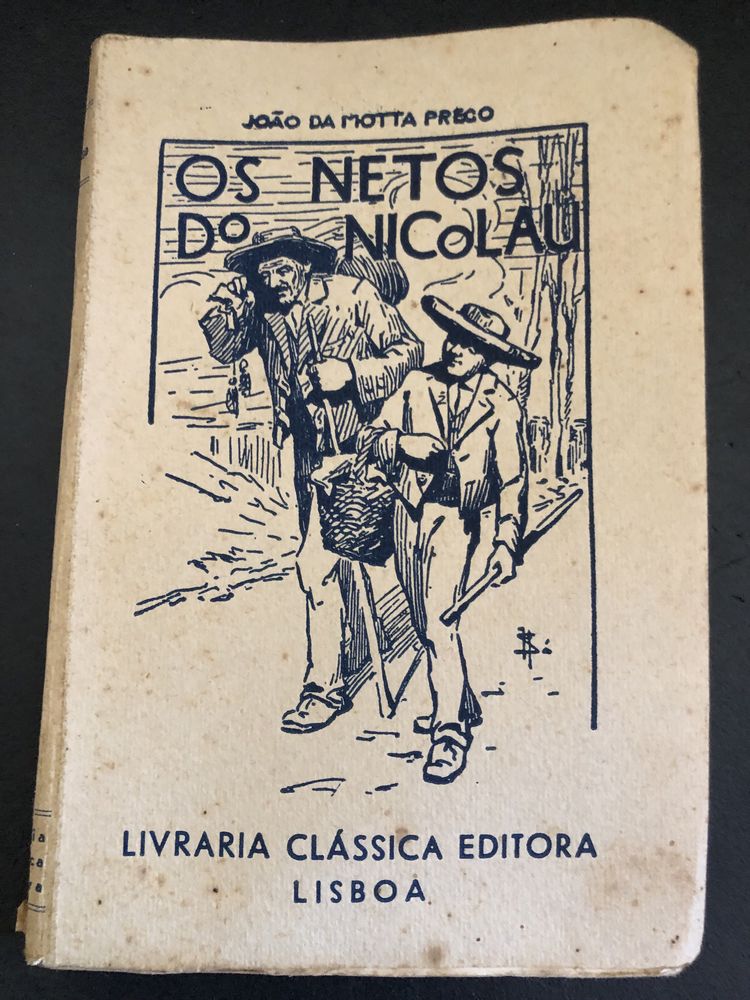 JOÃO DA MOTTA PREGO
OS NETOS
DO NICOLAU
LIVRARIA CLÁSSICA EDITORA
LISBOA